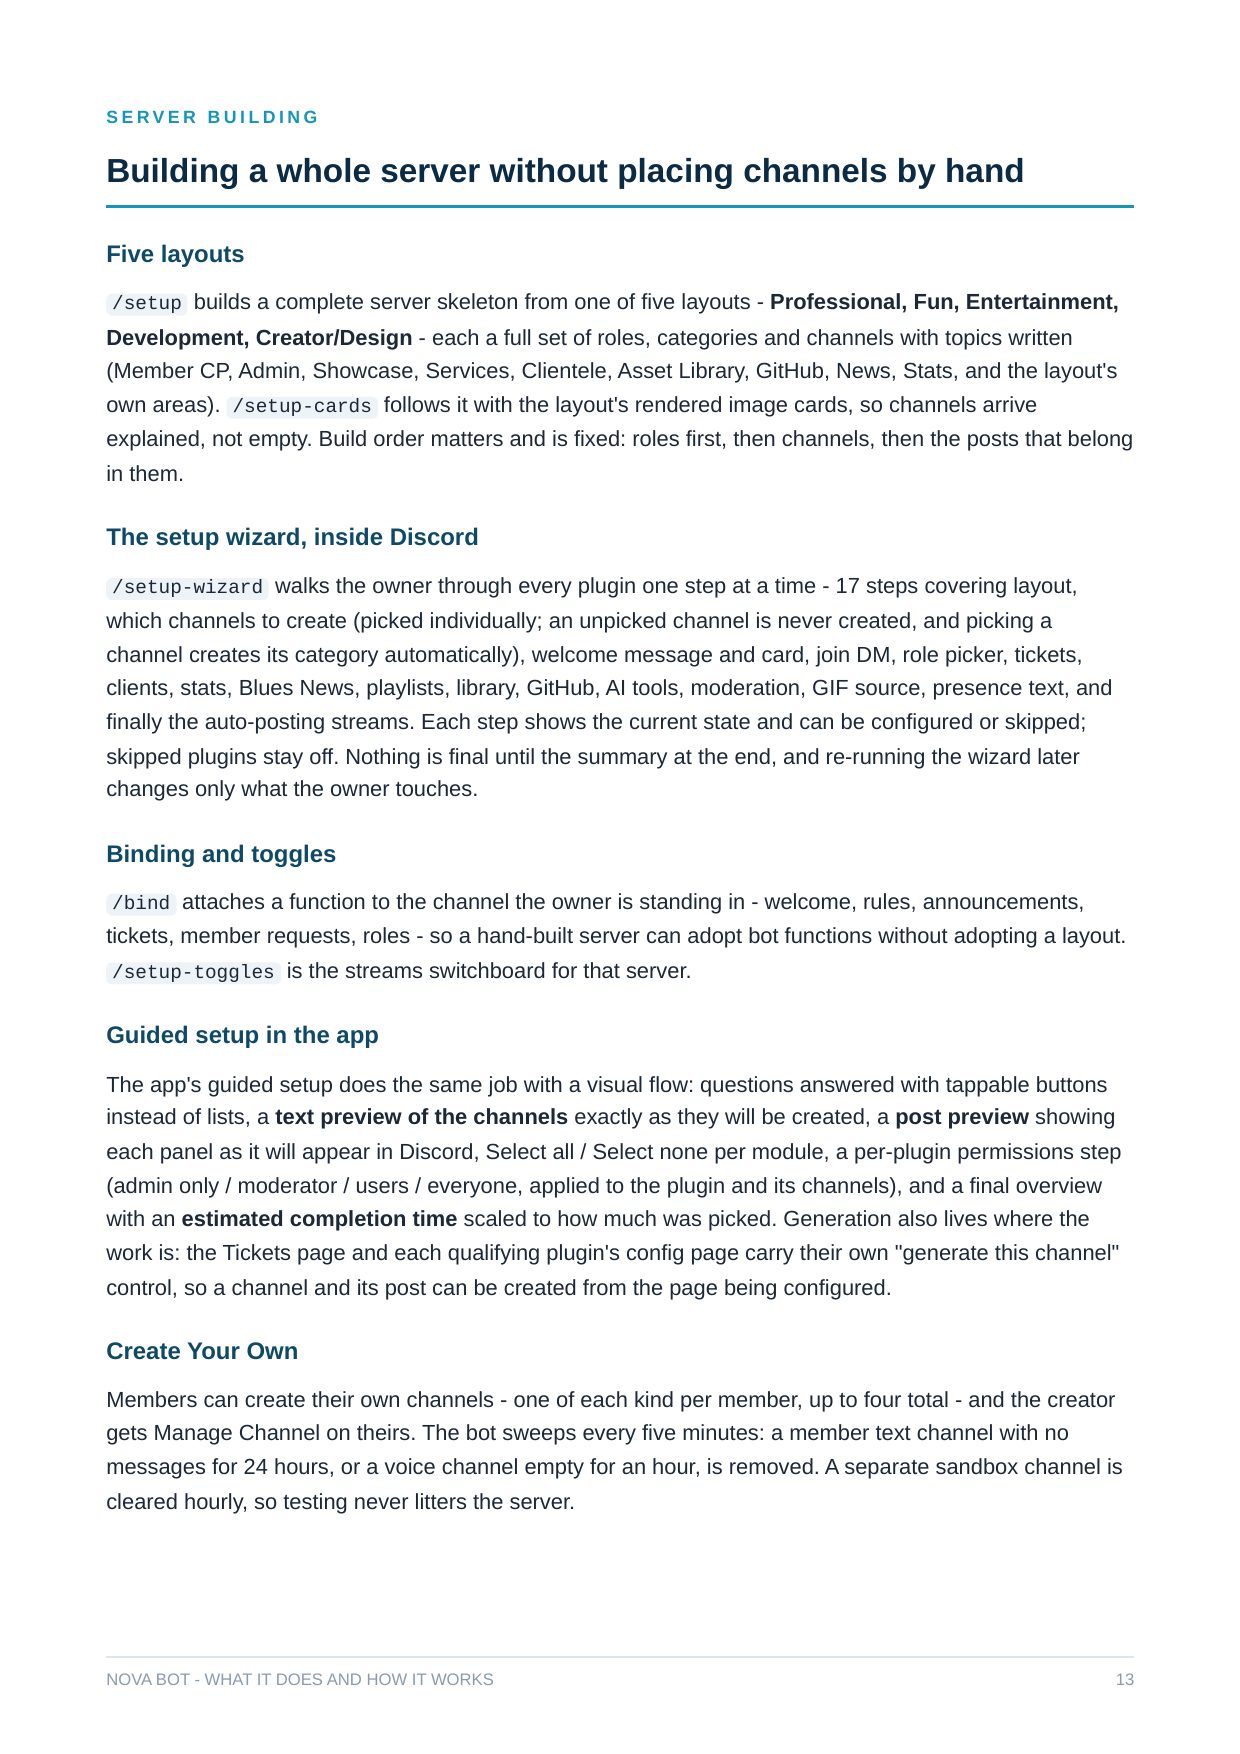 SERVER BUILDING
Building a whole server without placing channels by hand
Five layouts
/setup builds a complete server skeleton from one of five layouts - Professional, Fun, Entertainment,
Development, Creator/Design - each a full set of roles, categories and channels with topics written
(Member CP, Admin, Showcase, Services, Clientele, Asset Library, GitHub, News, Stats, and the layout's
own areas). /setup-cards follows it with the layout's rendered image cards, so channels arrive
explained, not empty. Build order matters and is fixed: roles first, then channels, then the posts that belong
in them.
The setup wizard, inside Discord
/setup-wizard walks the owner through every plugin one step at a time - 17 steps covering layout,
which channels to create (picked individually; an unpicked channel is never created, and picking a
channel creates its category automatically), welcome message and card, join DM, role picker, tickets,
clients, stats, Blues News, playlists, library, GitHub, AI tools, moderation, GIF source, presence text, and
finally the auto-posting streams. Each step shows the current state and can be configured or skipped;
skipped plugins stay off. Nothing is final until the summary at the end, and re-running the wizard later
changes only what the owner touches.
Binding and toggles
/bind attaches a function to the channel the owner is standing in - welcome, rules, announcements,
tickets, member requests, roles - so a hand-built server can adopt bot functions without adopting a layout.
/setup-toggles is the streams switchboard for that server.
Guided setup in the app
The app's guided setup does the same job with a visual flow: questions answered with tappable buttons
instead of lists, a text preview of the channels exactly as they will be created, a post preview showing
each panel as it will appear in Discord, Select all / Select none per module, a per-plugin permissions step
(admin only / moderator / users / everyone, applied to the plugin and its channels), and a final overview
with an estimated completion time scaled to how much was picked. Generation also lives where the
work is: the Tickets page and each qualifying plugin's config page carry their own "generate this channel"
control, so a channel and its post can be created from the page being configured.
Create Your Own
Members can create their own channels - one of each kind per member, up to four total - and the creator
gets Manage Channel on theirs. The bot sweeps every five minutes: a member text channel with no
messages for 24 hours, or a voice channel empty for an hour, is removed. A separate sandbox channel is
cleared hourly, so testing never litters the server.
NOVA BOT - WHAT IT DOES AND HOW IT WORKS
13